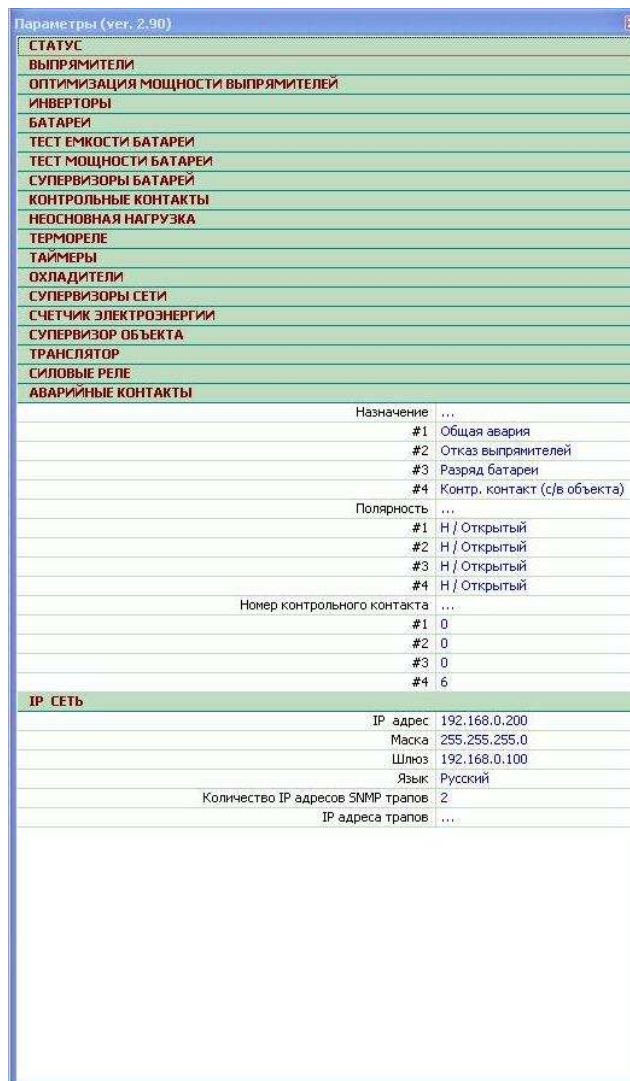 Параметры (ver. 2.90)
СТАТУС
ВЫПРЯМИТЕЛИ
ОПТИМИЗАЦИЯ МОЩНОСТИ ВЫПРЯМИТЕЛЕЙ
ИНВЕРТОРЫ
БАТАРЕИ
ТЕСТ ЕМКОСТИ БАТАРЕИ
ТЕСТ МОЩНОСТИ БАТАРЕИ
СУПЕРВИЗОРЫ БАТАРЕЙ
КОНТРОЛЬНЫЕ КОНТАКТЫ
НЕОСНОВНАЯ НАГРУЗКА
ТЕРМОРЕЛЕ
ТАЙМЕРЫ
ОХЛАДИТЕЛИ
СУПЕРВИЗОРЫ СЕТИ
СЧЕТЧИК ЭЛЕКТРОЭНЕРГИИ
СУПЕРВИЗОР ОБЪЕКТА
ТРАНСЛЯТОР
СИЛОВЫЕ РЕЛЕ
АВАРИЙНЫЕ КОНТАКТЫ
Назначение ...
#1 Общая авария
#2 Отказ выпрямителей
#3 Разряд батареи
#4 Контр. контакт (с/в объекта)
Полярность ...
#1 Н / Открытый
#2 Н / Открытый
#3 Н / Открытый
#4 Н / Открытый
Номер контрольного контакта ...
#1 0
#2 0
#3 0
#4 6
IP СЕТЬ
IP адрес 192.168.0.200
Маска 255.255.255.0
Шлюз 192.168.0.100
Язык Русский
Количество IP адресов SNMP трапов 2
IP адреса трапов ...